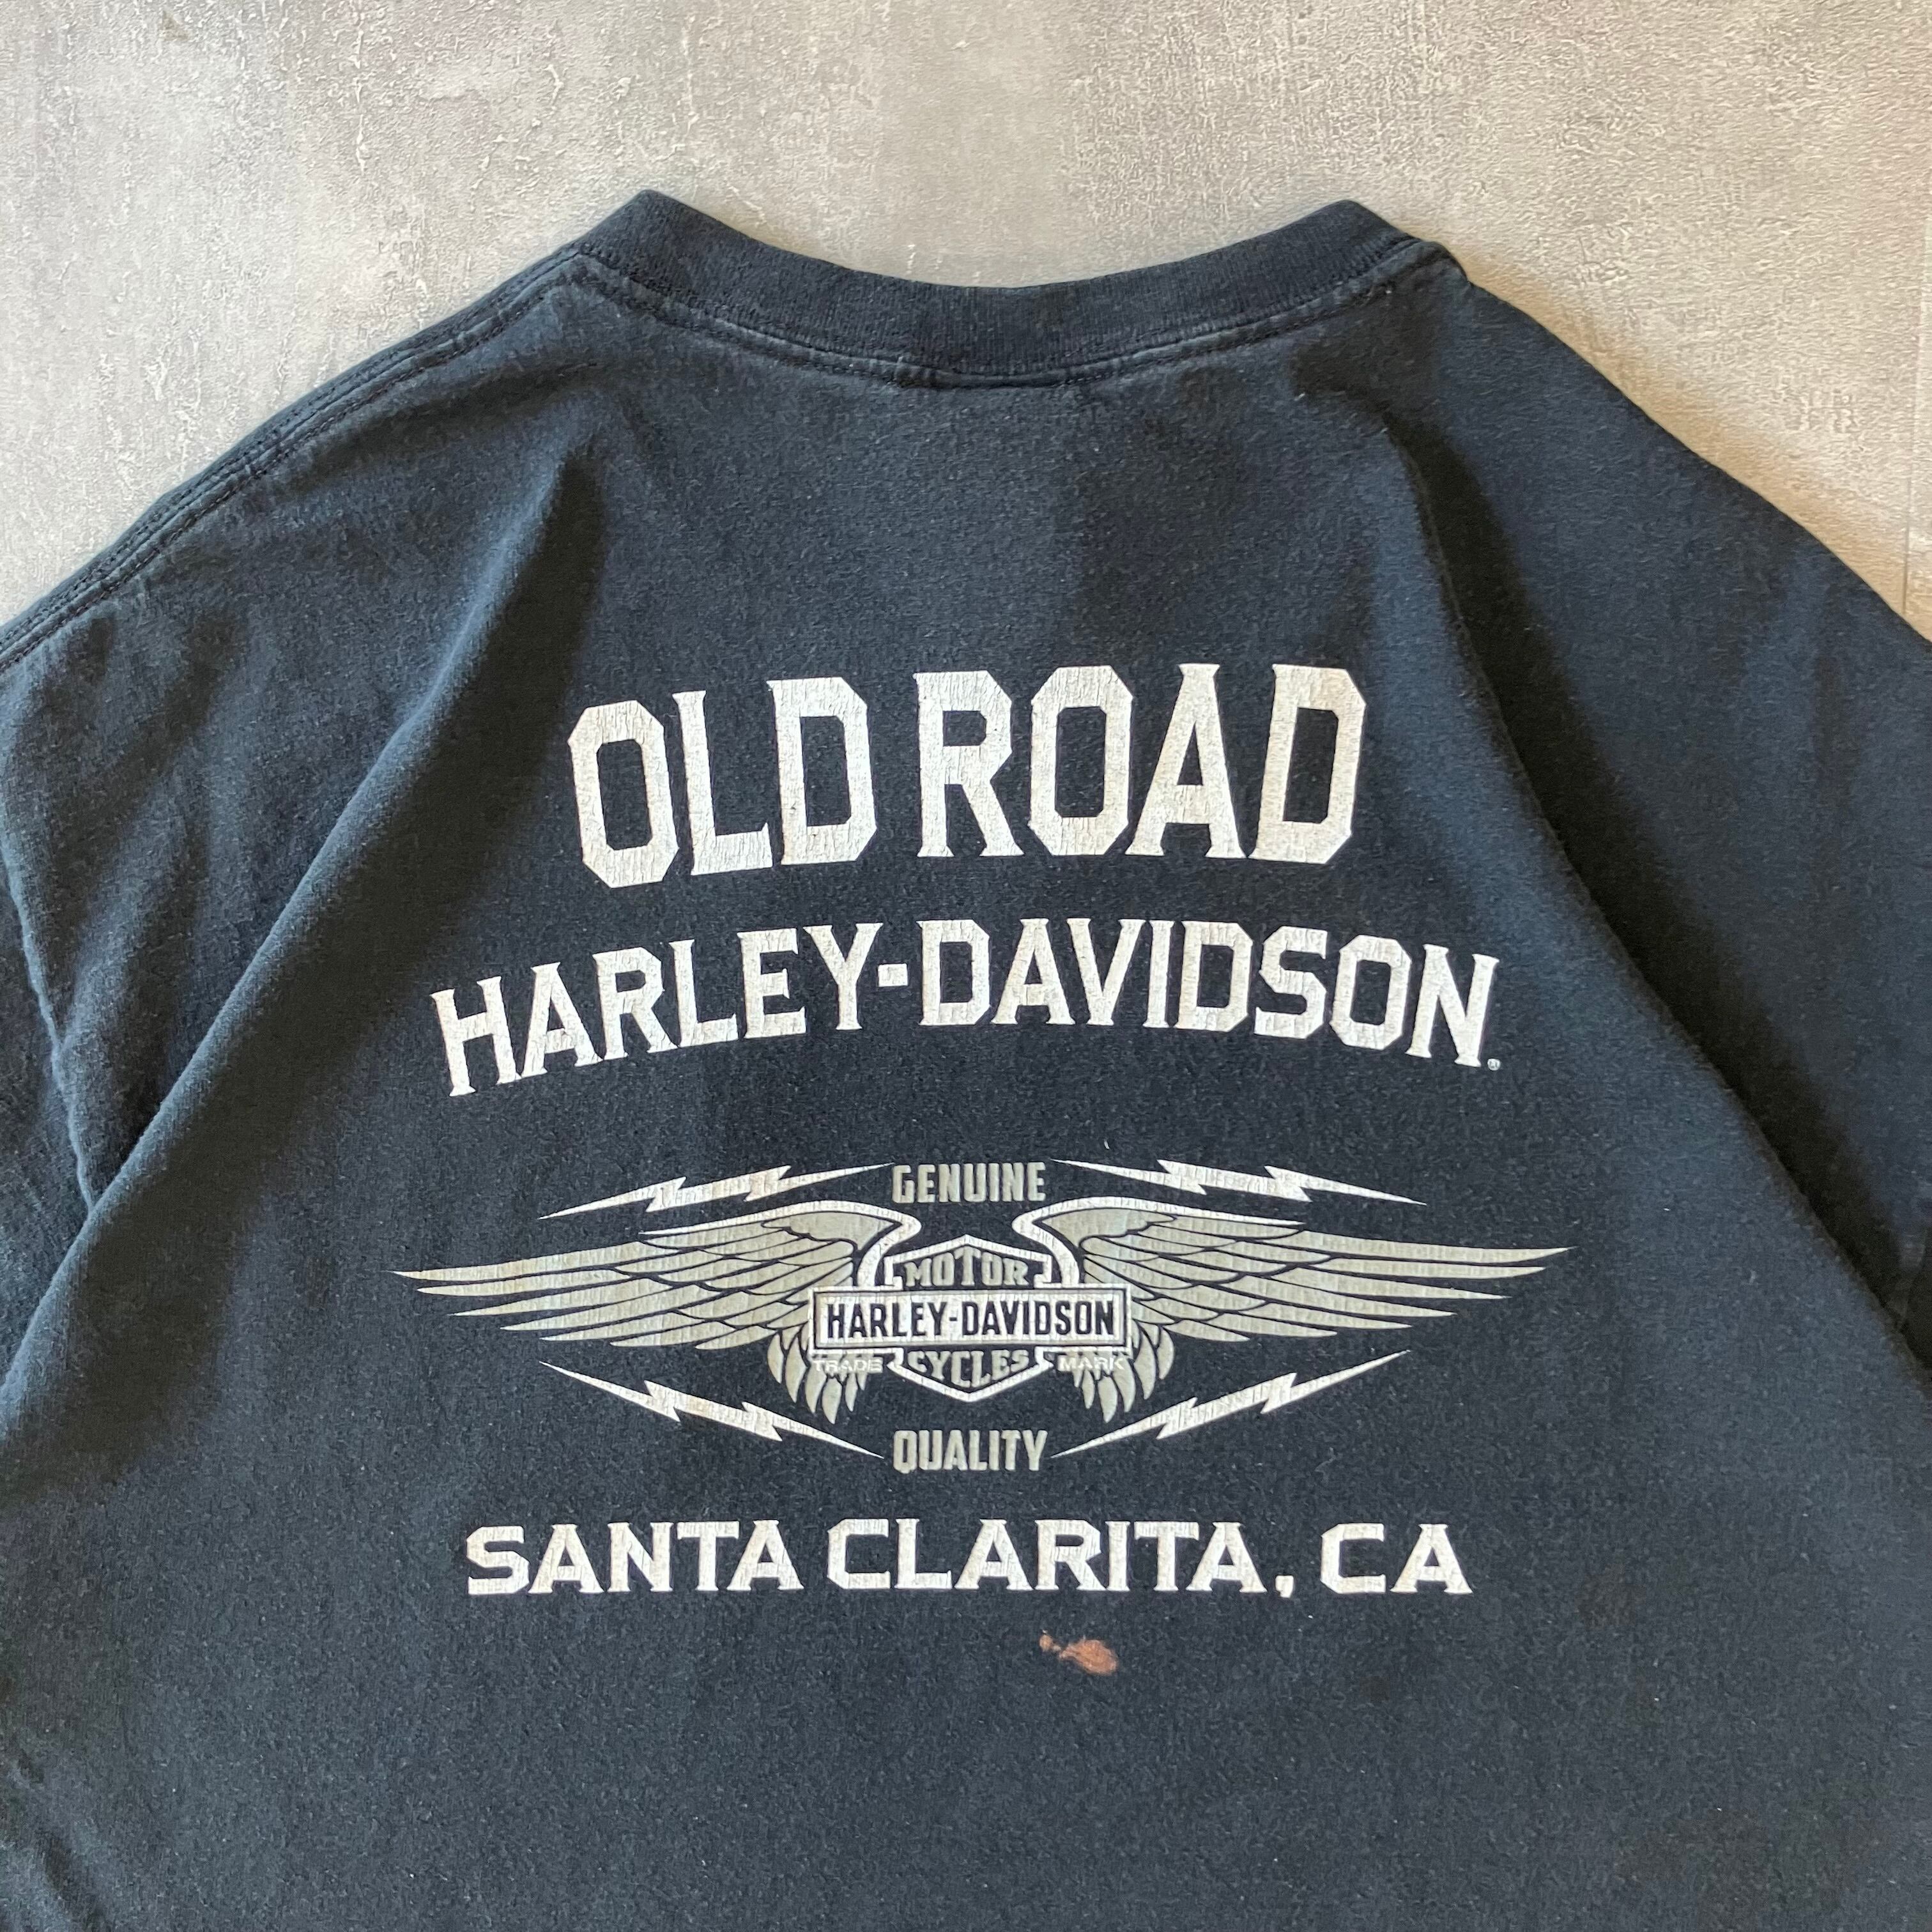 OLD ROAD
HARLEY-DAVIDSON®
GENUINE
MOTOR
HARLEY-DAVIDSON
TRADE CYCLES MARK
QUALITY
SANTA CLARITA, CA